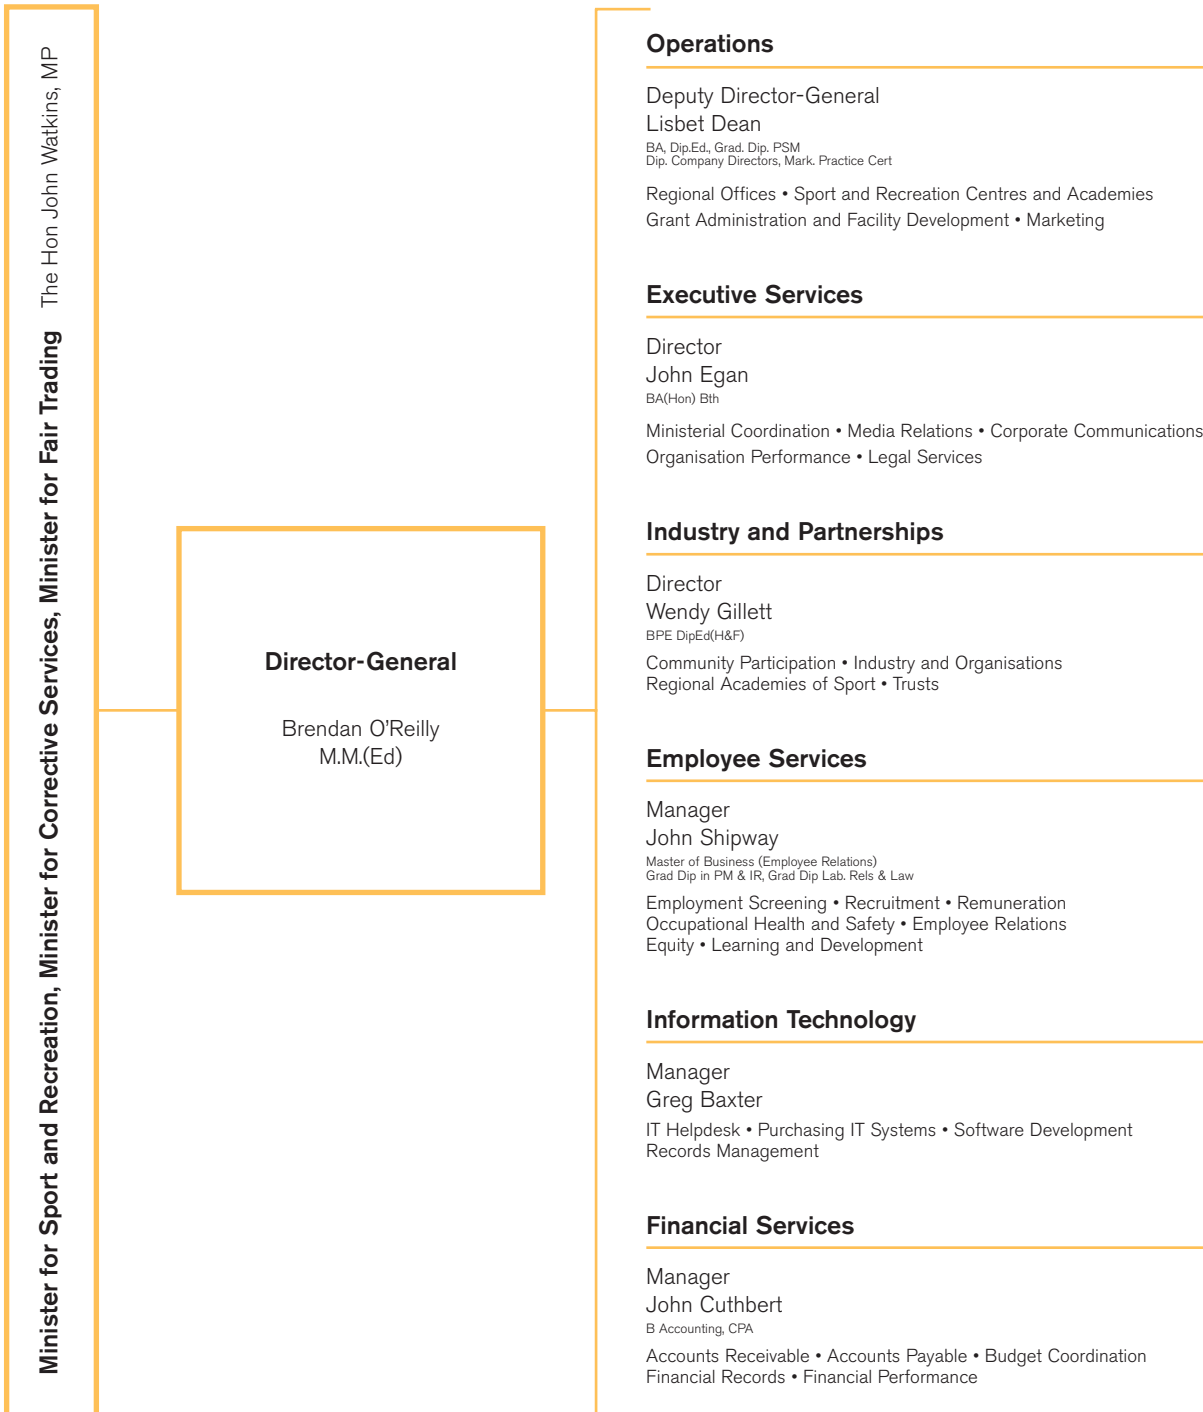 Minister for Sport and Recreation, Minister for Corrective Services, Minister for Fair Trading The Hon John Watkins, MP
Director-General
Brendan O’Reilly
M.M.(Ed)
Operations
Deputy Director-General
Lisbet Dean
BA, Dip.Ed., Grad. Dip. PSM
Dip. Company Directors, Mark. Practice Cert
Regional Offices • Sport and Recreation Centres and Academies
Grant Administration and Facility Development • Marketing
Executive Services
Director
John Egan
BA(Hon) Bth
Ministerial Coordination • Media Relations • Corporate Communications
Organisation Performance • Legal Services
Industry and Partnerships
Director
Wendy Gillett
BPE DipEd(H&F)
Community Participation • Industry and Organisations
Regional Academies of Sport • Trusts
Employee Services
Manager
John Shipway
Master of Business (Employee Relations)
Grad Dip in PM & IR, Grad Dip Lab. Rels & Law
Employment Screening • Recruitment • Remuneration
Occupational Health and Safety • Employee Relations
Equity • Learning and Development
Information Technology
Manager
Greg Baxter
IT Helpdesk • Purchasing IT Systems • Software Development
Records Management
Financial Services
Manager
John Cuthbert
B Accounting, CPA
Accounts Receivable • Accounts Payable • Budget Coordination
Financial Records • Financial Performance